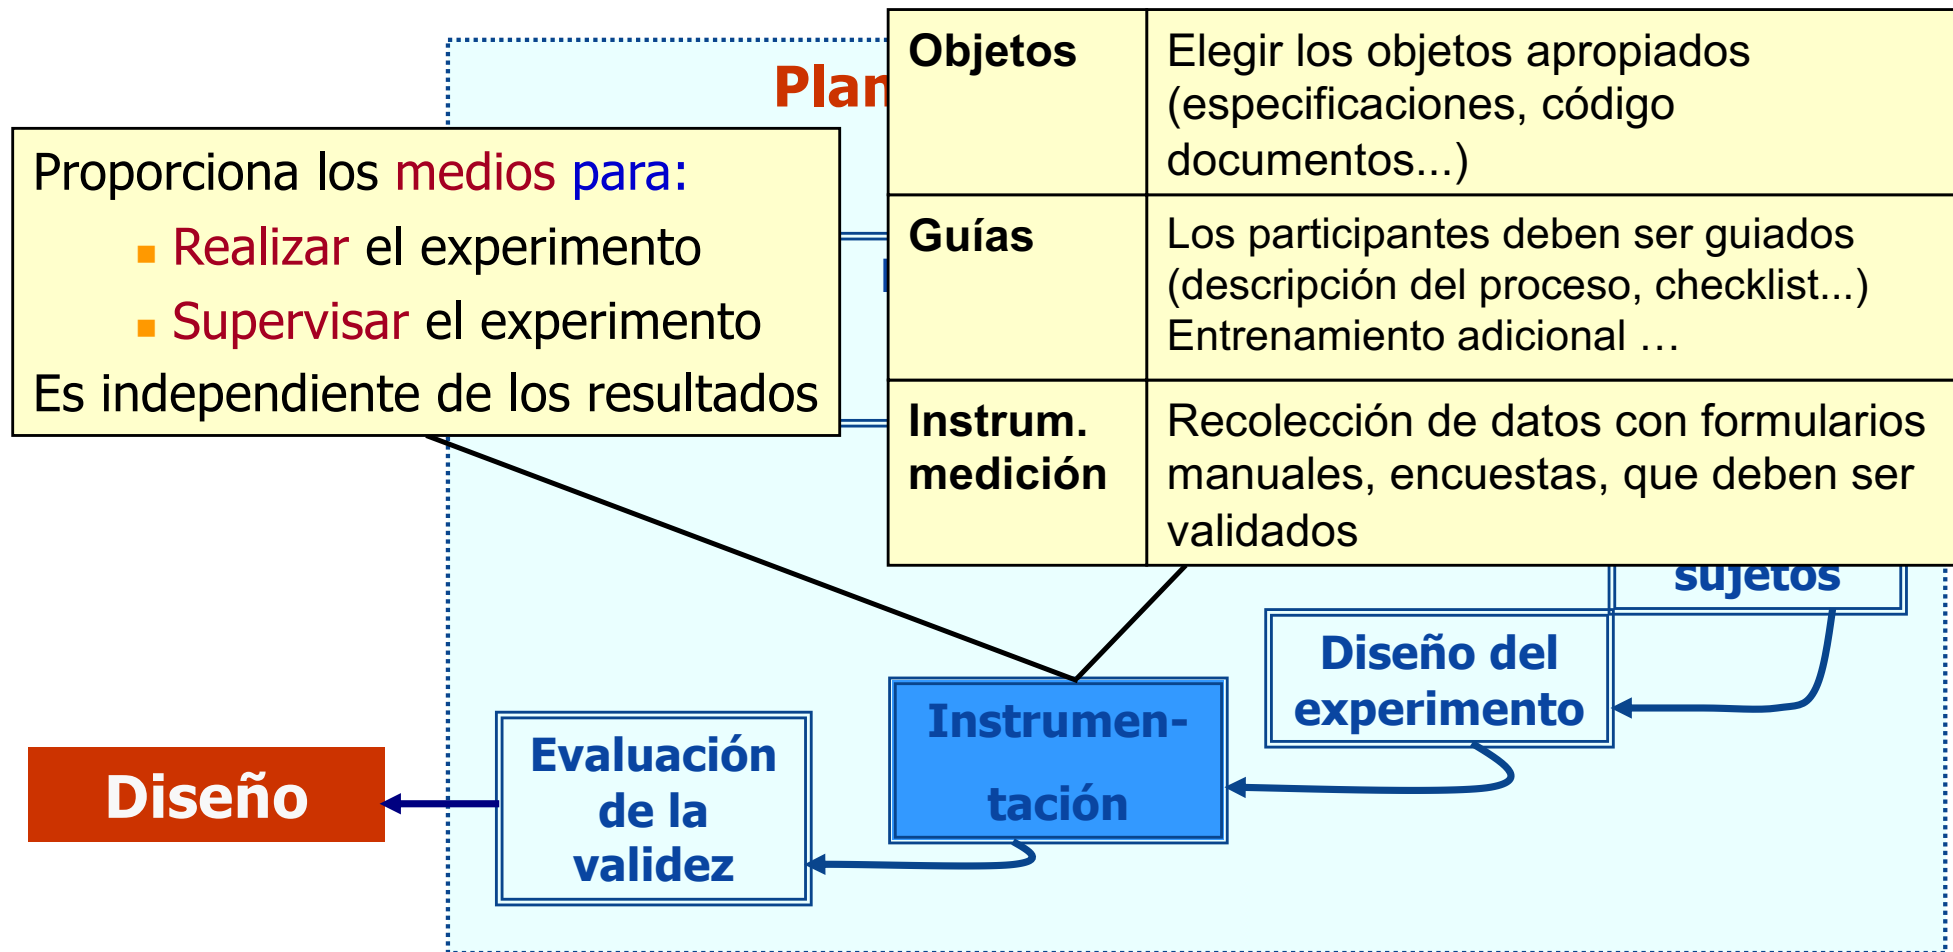 Plan
Proporciona los medios para:
Realizar el experimento
Supervisar el experimento
Es independiente de los resultados
Objetos
Elegir los objetos apropiados
(especificaciones, código
documentos...)
Guías
Los participantes deben ser guiados
(descripción del proceso, checklist...)
Entrenamiento adicional …
Instrum.
medición
Recolección de datos con formularios
manuales, encuestas, que deben ser
validados
sujetos
Diseño del
experimento
Instrumen-
tación
Evaluación
de la
validez
Diseño